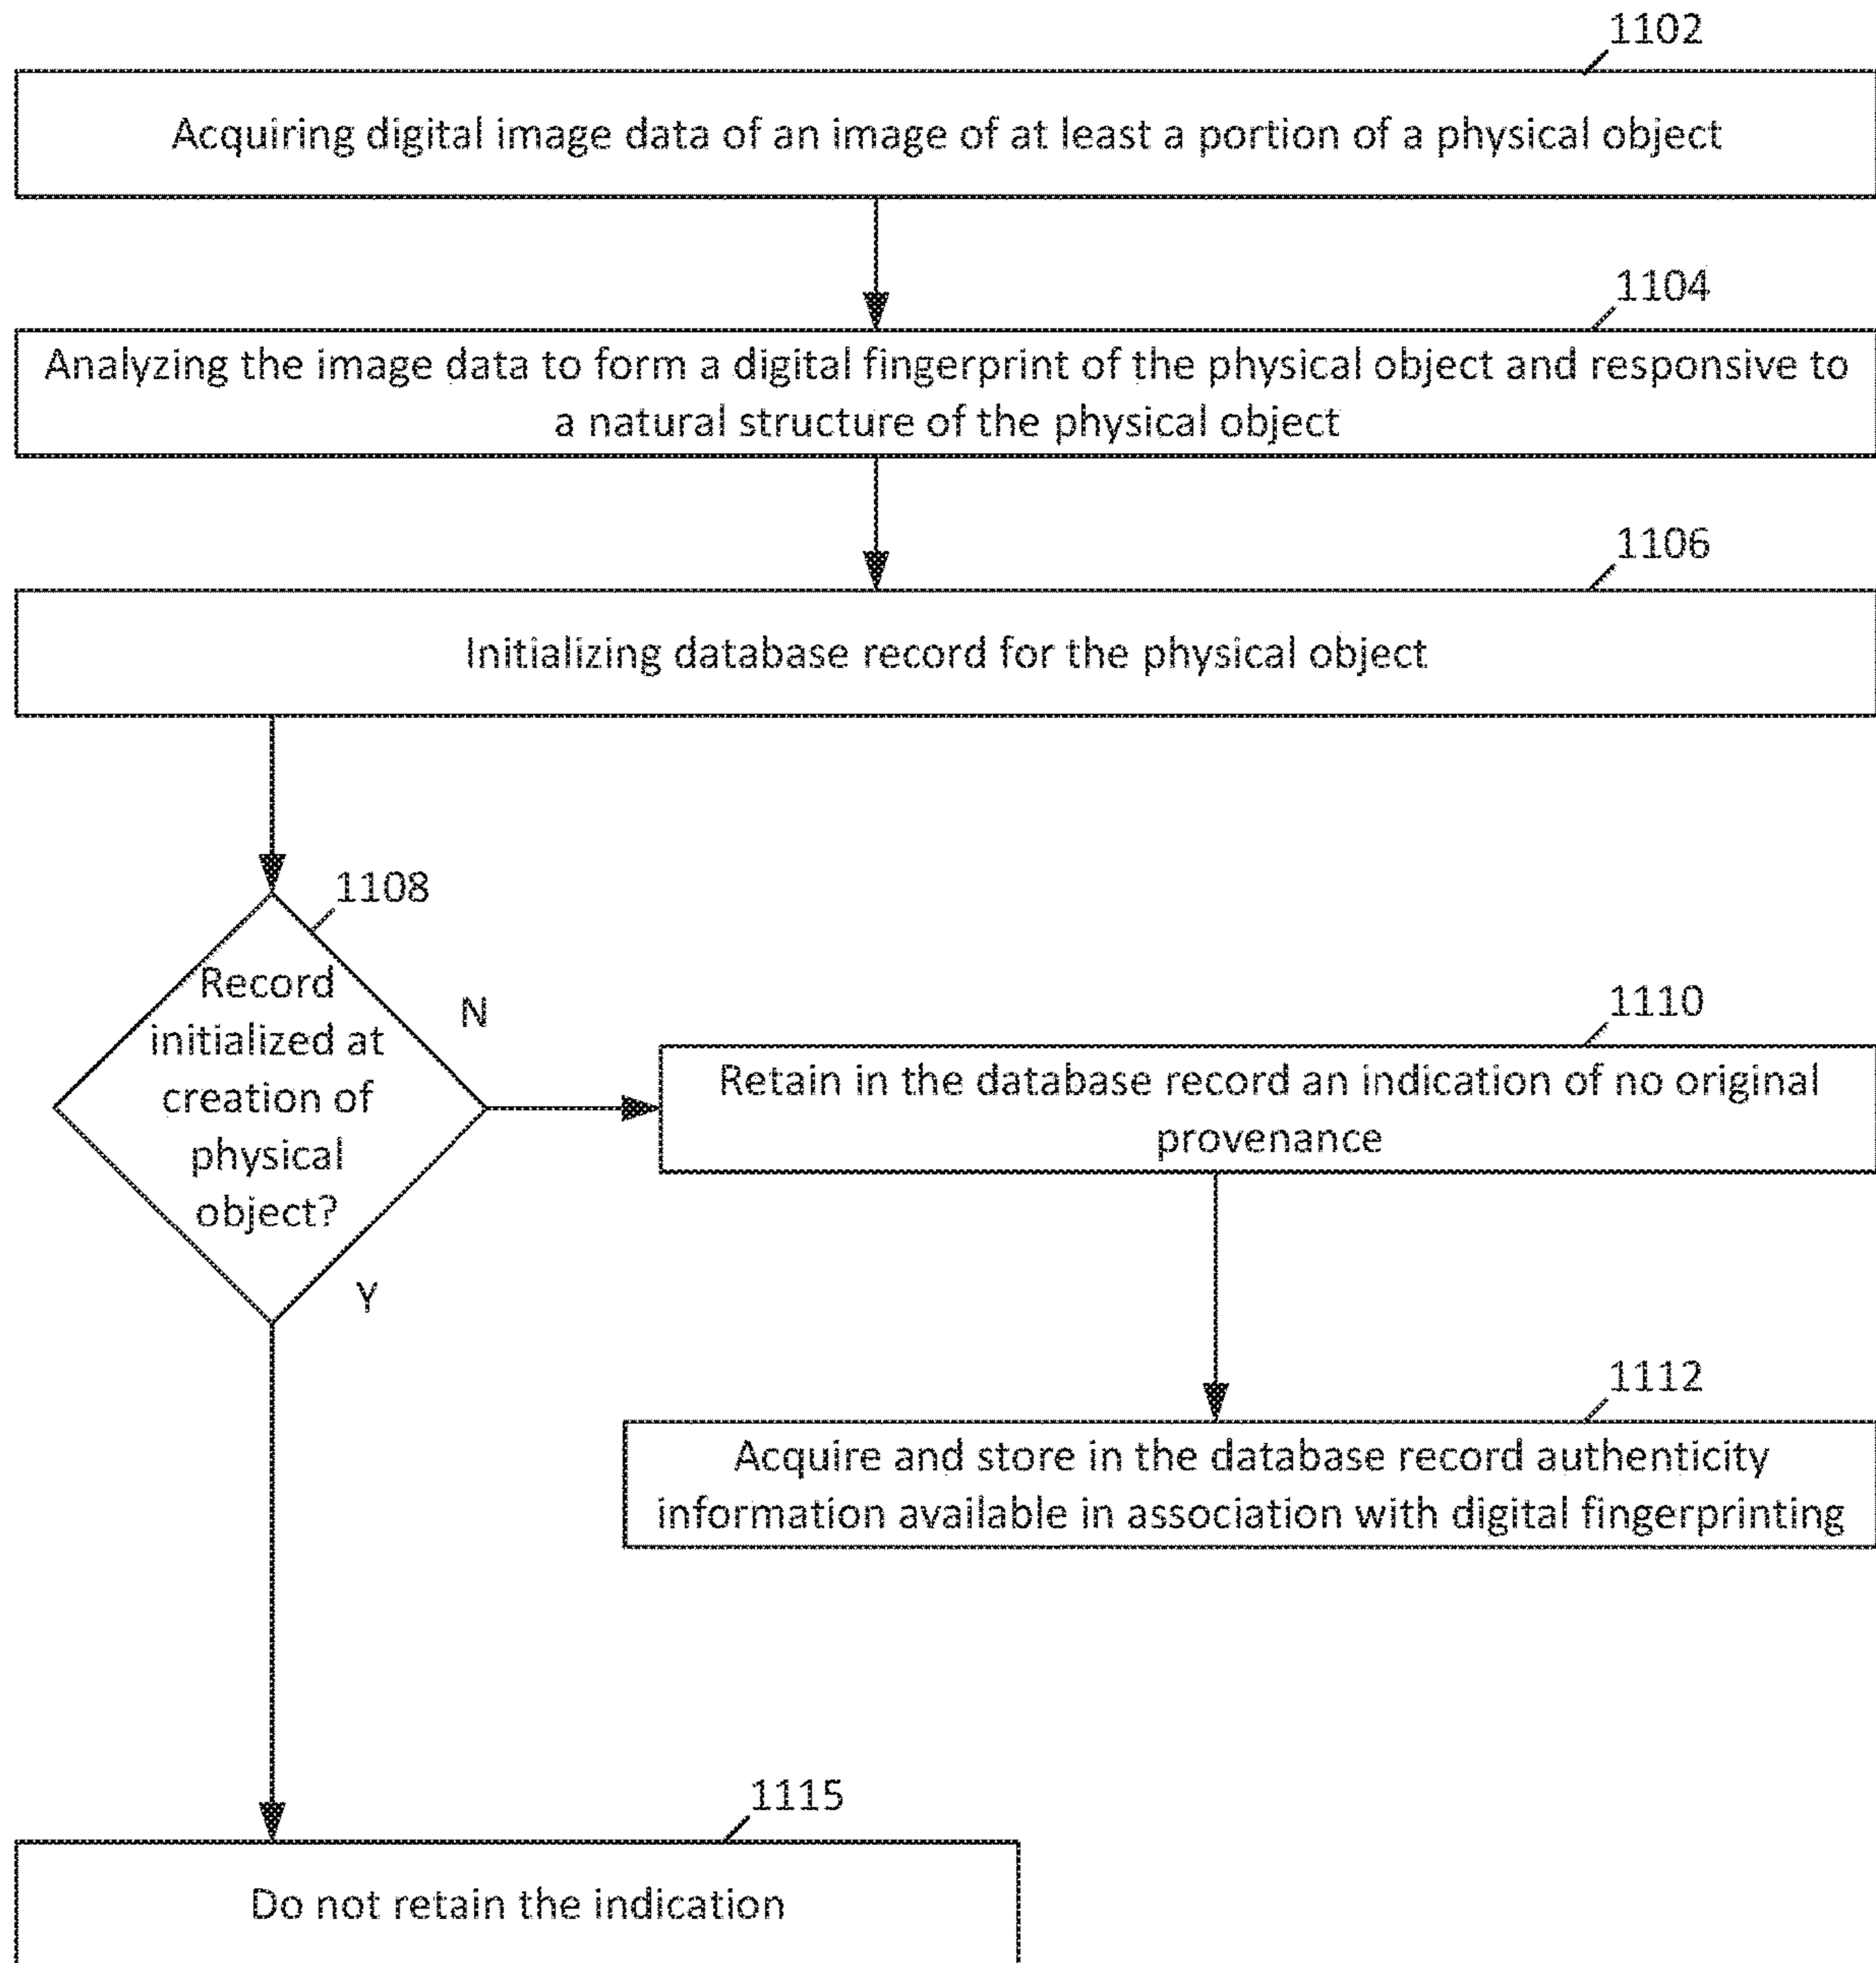 1102
Acquiring digital image data of an image of at least a portion of a physical object
1104
Analyzing the image data to form a digital fingerprint of the physical object and responsive to
a natural structure of the physical object
1106
Initializing database record for the physical object
1108
Record
initialized at
creation of
physical
object?
N
Y
1110
Retain in the database record an indication of no original
provenance
1112
Acquire and store in the database record authenticity
information available in association with digital fingerprinting
1115
Do not retain the indication